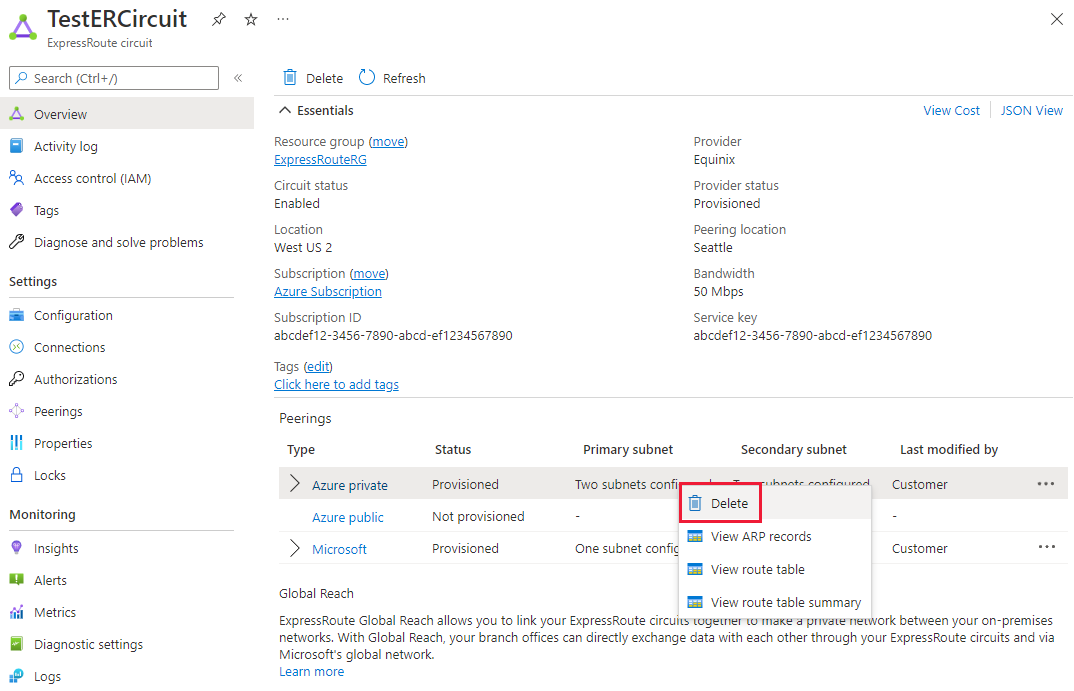 TestERCircuit
ExpressRoute circuit
Search (Ctrl+/)
Overview
Activity log
Access control (IAM)
Tags
Diagnose and solve problems
Settings
Configuration
Connections
Authorizations
Peerings
Properties
Locks
Monitoring
Insights
Alerts
Metrics
Diagnostic settings
Logs
Delete Refresh
Essentials View Cost JSON View
Resource group (move)
ExpressRouteRG
Circuit status
Enabled
Location
West US 2
Subscription (move)
Azure Subscription
Subscription ID
abcdef12-3456-7890-abcd-ef1234567890
Tags (edit)
Click here to add tags
Provider
Equinix
Provider status
Provisioned
Peering location
Seattle
Bandwidth
50 Mbps
Service key
abcdef12-3456-7890-abcd-ef1234567890
Peerings
Type Status Primary subnet Secondary subnet Last modified by
Azure private Provisioned Two subnets confi Two subnets configured Customer
Azure public Not provisioned - -
Microsoft Provisioned One subnet config Customer
Delete
View ARP records
View route table
View route table summary
Global Reach
ExpressRoute Global Reach allows you to link your ExpressRoute circuits together to make a private network between your on-premises
networks. With Global Reach, your branch offices can directly exchange data with each other through your ExpressRoute circuits and via
Microsoft's global network.
Learn more